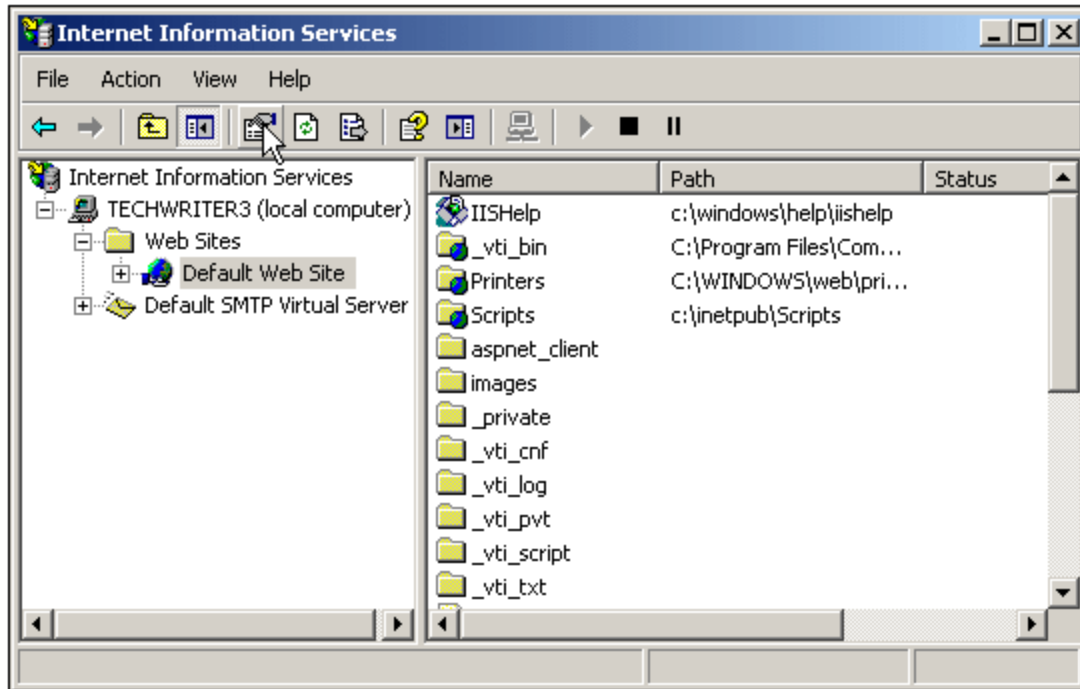 Internet Information Services
File Action View Help
Internet Information Services
TECHWRITER3 (local computer)
Web Sites
Default Web Site
Default SMTP Virtual Server
Name Path Status
IISHelp c:\windows\help\iishelp
_vti_bin C:\Program Files\Com...
Printers C:\WINDOWS\web\pri...
Scripts c:\inetpub\Scripts
aspnet_client
images
_private
_vti_cnf
_vti_log
_vti_pvt
_vti_script
_vti_txt